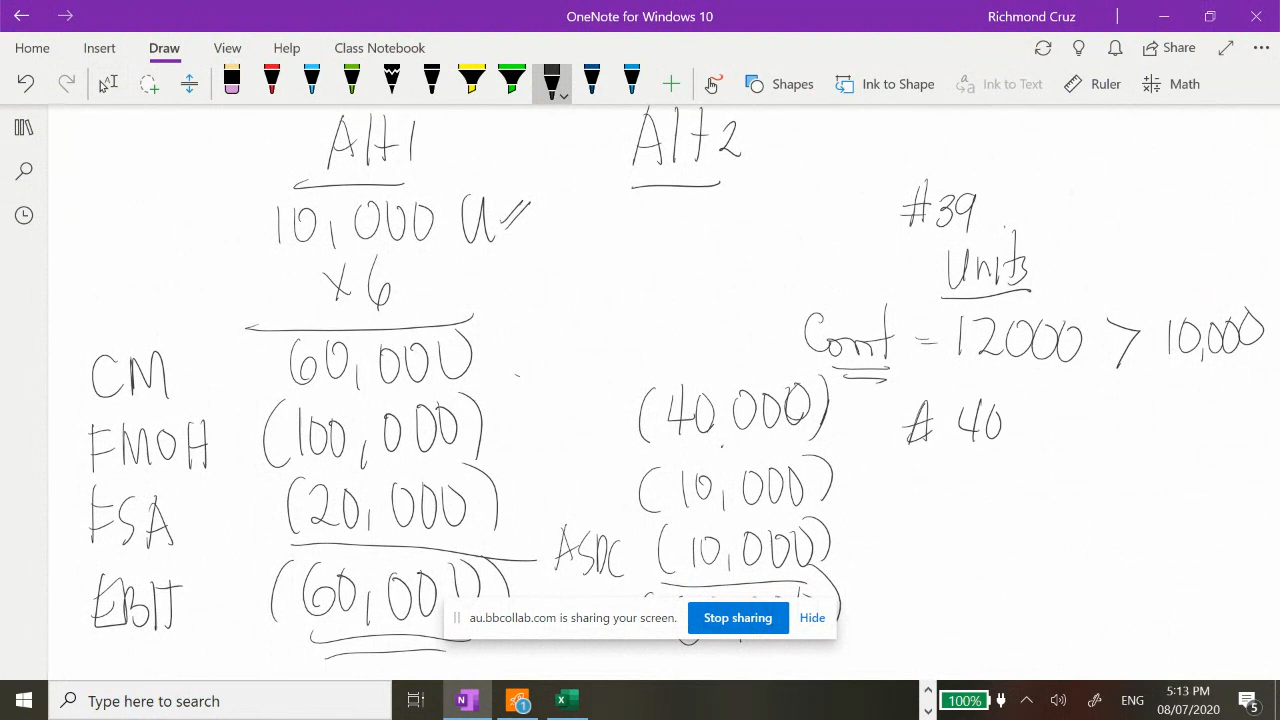 OneNote for Windows 10
Richmond Cruz
Home Insert Draw View Help Class Notebook Share
Shapes Ink to Shape Ink to Text Ruler Math
Alt 1 Alt 2
10,000 U
x 6
60,000
CM
FMOH (100,000) (40,000)
FSA (20,000) (10,000)
ASDC (10,000)
EBIT (60,000)
#39
Units
Cont = 12000 > 10,000
# 40
au.bbcollab.com is sharing your screen. Stop sharing Hide
Type here to search
1
100% ENG 5:13 PM
08/07/2020 5